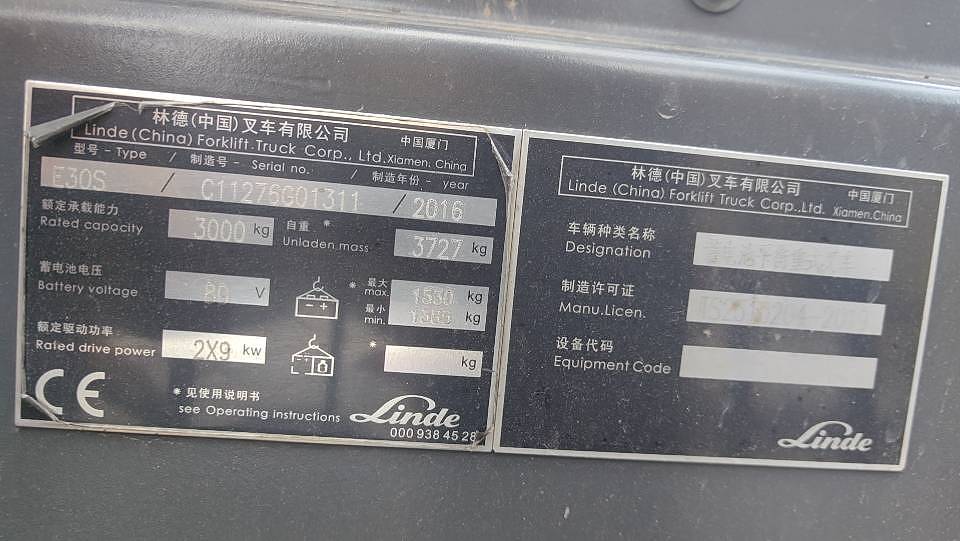 林德(中国)叉车有限公司 中国厦门
Linde (China) Forklift Truck Corp., Ltd. Xiamen. China
型号 - Type / 制造号 - Serial no. / 制造年份 - year
E30S / C11276G01311 / 2016
额定承载能力
Rated capacity 3000 kg
自重 *
Unladen mass 3727 kg
蓄电池电压
Battery voltage 80 V
* 最大
max. kg
最小
min. kg
额定驱动功率
Rated drive power 2X9 kw
* kg
CE
* 见使用说明书
see Operating instructions
Linde
000 938 45 28
林德(中国)叉车有限公司 中国厦门
Linde (China) Forklift Truck Corp.,Ltd. Xiamen.China
车辆种类名称
Designation
制造许可证
Manu.Licen.
设备代码
Equipment Code
Linde